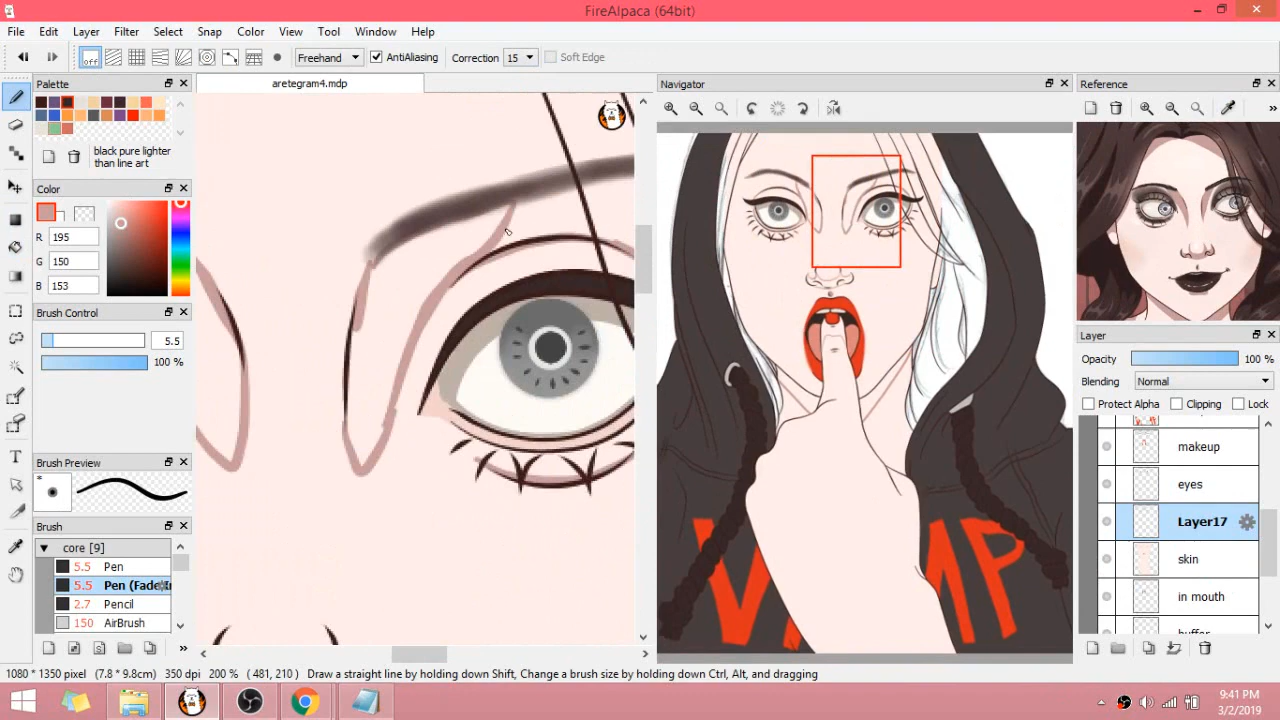 FireAlpaca (64bit)
File Edit Layer Filter Select Snap Color View Tool Window Help
off Freehand AntiAliasing Correction 15 Soft Edge
Palette
aretegram4.mdp
Navigator
Reference
black pure lighter
than line art
Color
R 195
G 150
B 153
Brush Control
5.5
100 %
Brush Preview
*
Brush
core [9]
5.5 Pen
5.5 Pen (Fade
2.7 Pencil
150 AirBrush
Layer
Opacity 100 %
Blending Normal
Protect Alpha Clipping Lock
makeup
eyes
Layer17
skin
in mouth
buffer
1080 * 1350 pixel (7.8 * 9.8cm) 350 dpi 200 % ( 481, 210 ) Draw a straight line by holding down Shift, Change a brush size by holding down Ctrl, Alt, and dragging
9:41 PM
3/2/2019